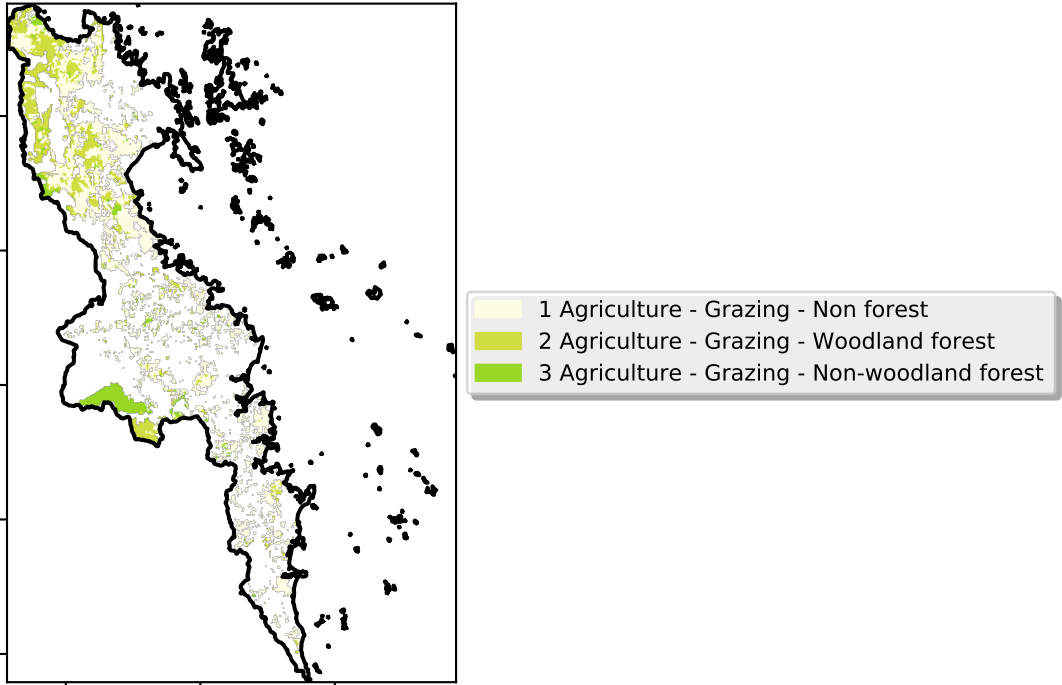 1 Agriculture - Grazing - Non forest
2 Agriculture - Grazing - Woodland forest
3 Agriculture - Grazing - Non-woodland forest